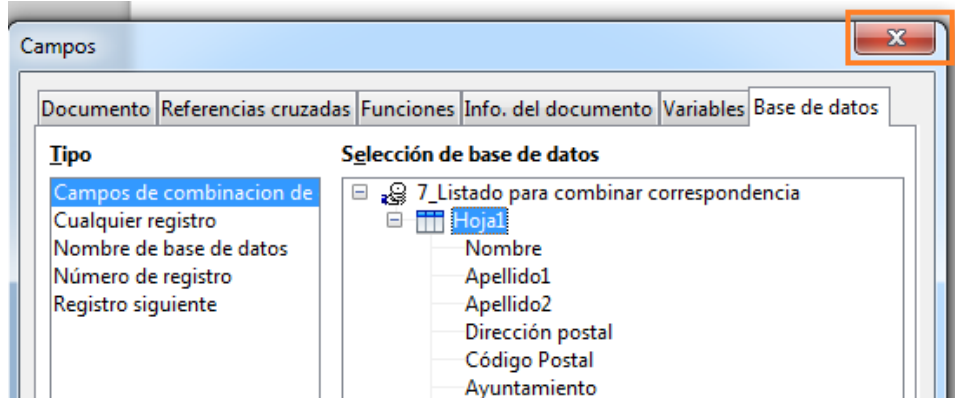 Campos
Documento Referencias cruzadas Funciones Info. del documento Variables Base de datos
Tipo
Campos de combinacion de
Cualquier registro
Nombre de base de datos
Número de registro
Registro siguiente
Selección de base de datos
7_Listado para combinar correspondencia
Hoja1
Nombre
Apellido1
Apellido2
Dirección postal
Código Postal
Ayuntamiento